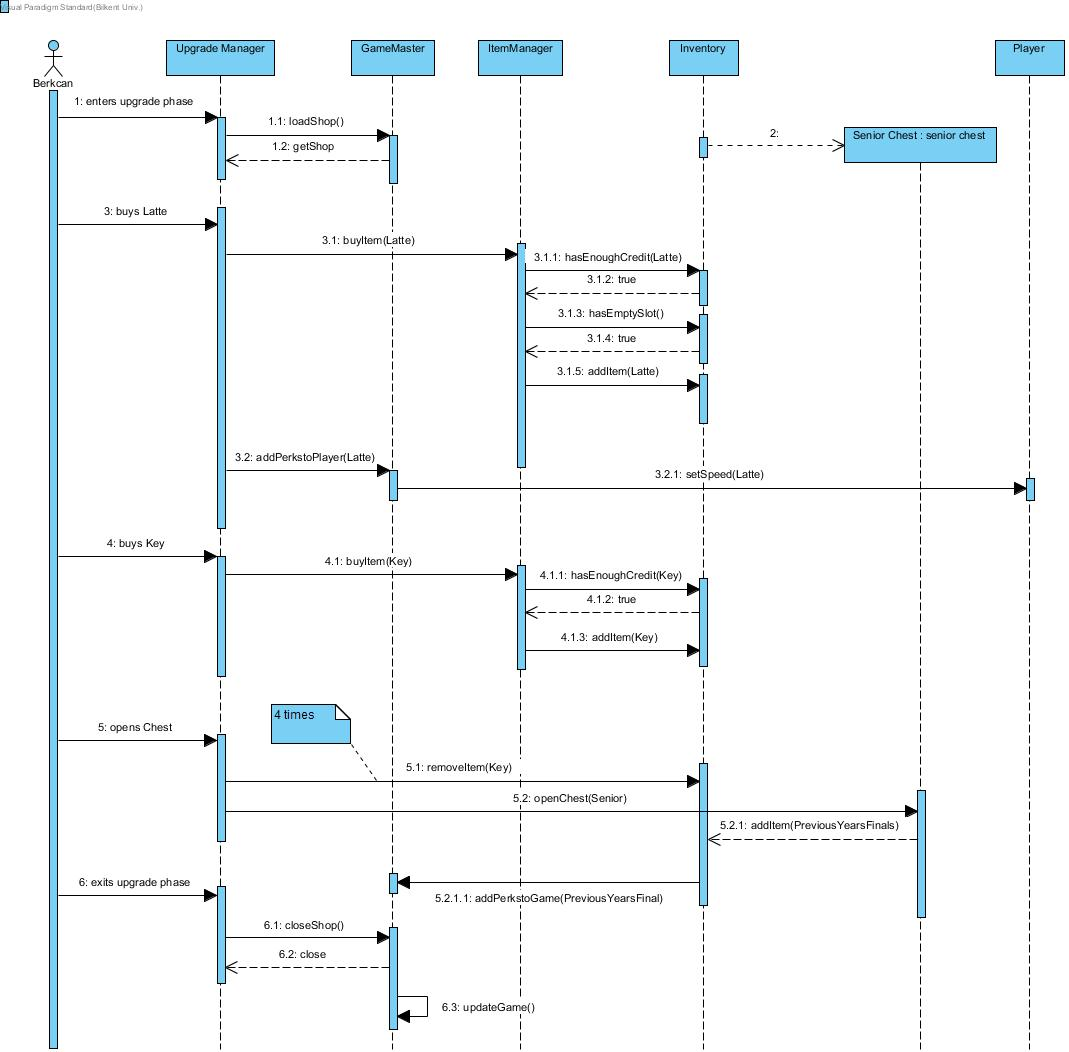 Visual Paradigm Standard(Bilkent Univ.)
Upgrade Manager
GameMaster
ItemManager
Inventory
Player
Berkcan
1: enters upgrade phase
1.1: loadShop()
1.2: getShop
2:
Senior Chest : senior chest
3: buys Latte
3.1: buyItem(Latte)
3.1.1: hasEnoughCredit(Latte)
3.1.2: true
3.1.3: hasEmptySlot()
3.1.4: true
3.1.5: addItem(Latte)
3.2: addPerkstoPlayer(Latte)
3.2.1: setSpeed(Latte)
4: buys Key
4.1: buyItem(Key)
4.1.1: hasEnoughCredit(Key)
4.1.2: true
4.1.3: addItem(Key)
4 times
5: opens Chest
5.1: removeItem(Key)
5.2: openChest(Senior)
5.2.1: addItem(PreviousYearsFinals)
6: exits upgrade phase
5.2.1.1: addPerkstoGame(PreviousYearsFinal)
6.1: closeShop()
6.2: close
6.3: updateGame()